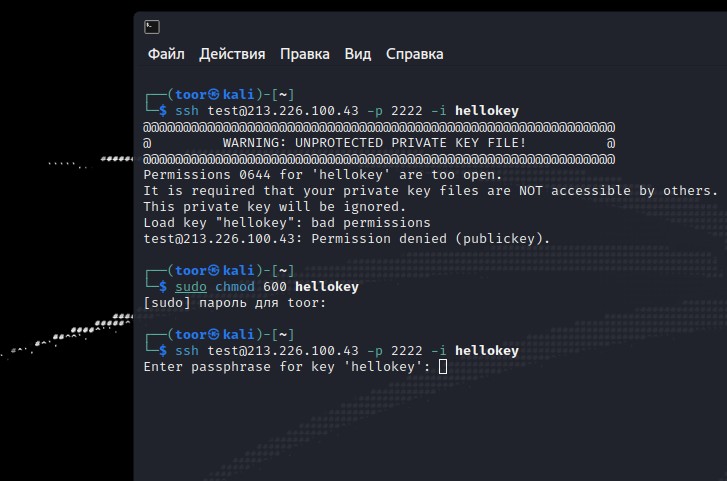 Файл Действия Правка Вид Справка
┌──(toor㉿kali)-[~]
└─$ ssh test@213.226.100.43 -p 2222 -i hellokey
@@@@@@@@@@@@@@@@@@@@@@@@@@@@@@@@@@@@@@@@@@@@@@@@@@@@@@@@@@@
@         WARNING: UNPROTECTED PRIVATE KEY FILE!          @
@@@@@@@@@@@@@@@@@@@@@@@@@@@@@@@@@@@@@@@@@@@@@@@@@@@@@@@@@@@
Permissions 0644 for 'hellokey' are too open.
It is required that your private key files are NOT accessible by others.
This private key will be ignored.
Load key "hellokey": bad permissions
test@213.226.100.43: Permission denied (publickey).
┌──(toor㉿kali)-[~]
└─$ sudo chmod 600 hellokey
[sudo] пароль для toor:
┌──(toor㉿kali)-[~]
└─$ ssh test@213.226.100.43 -p 2222 -i hellokey
Enter passphrase for key 'hellokey':